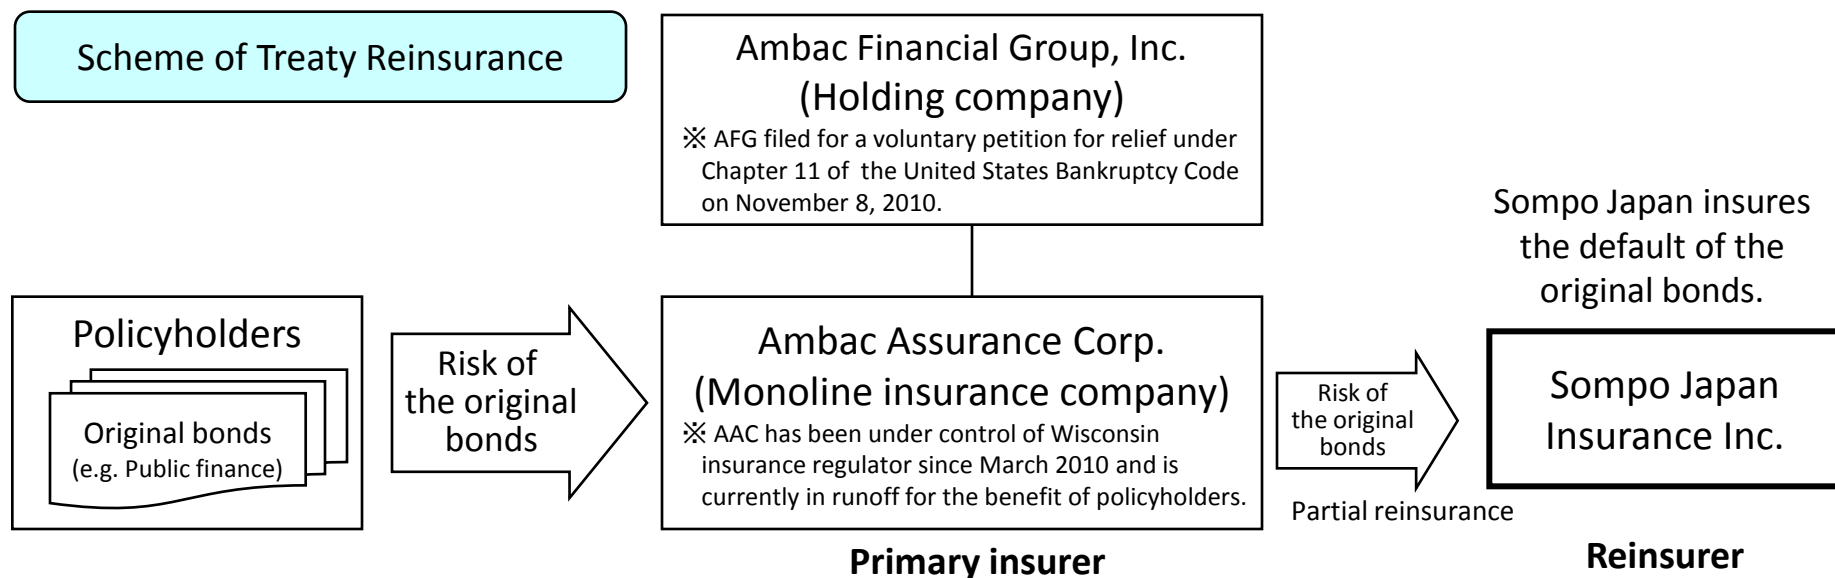 Scheme of Treaty Reinsurance
Ambac Financial Group, Inc.
(Holding company)
※ AFG filed for a voluntary petition for relief under
Chapter 11 of the United States Bankruptcy Code
on November 8, 2010.
Sompo Japan insures
the default of the
original bonds.
Policyholders
Original bonds
(e.g. Public finance)
Risk of
the original
bonds
Ambac Assurance Corp.
(Monoline insurance company)
※ AAC has been under control of Wisconsin
insurance regulator since March 2010 and is
currently in runoff for the benefit of policyholders.
Primary insurer
Risk of
the original
bonds
Partial reinsurance
Sompo Japan
Insurance Inc.
Reinsurer